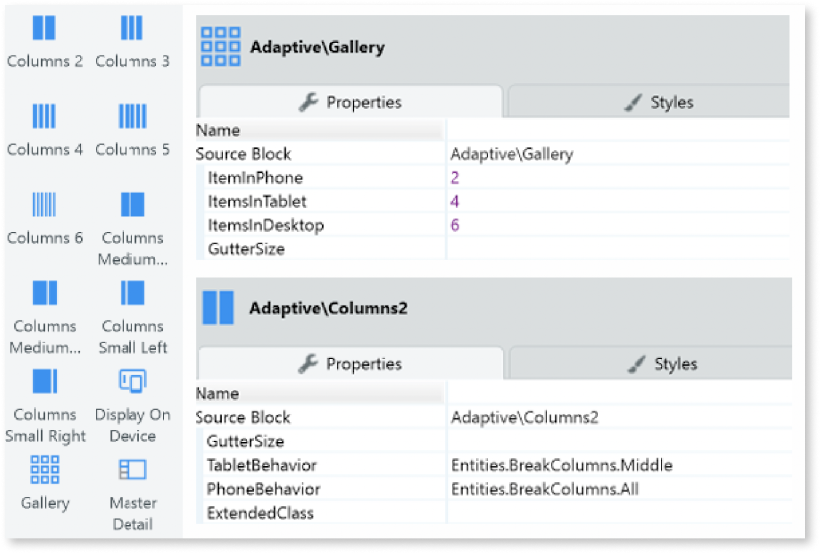 Columns 2 Columns 3
Columns 4 Columns 5
Columns 6 Columns
Medium...
Columns Columns
Medium... Small Left
Columns Display On
Small Right Device
Gallery Master
Detail
Adaptive\Gallery
Properties Styles
Name
Source Block Adaptive\Gallery
ItemInPhone 2
ItemsInTablet 4
ItemsInDesktop 6
GutterSize
Adaptive\Columns2
Properties Styles
Name
Source Block Adaptive\Columns2
GutterSize
TabletBehavior Entities.BreakColumns.Middle
PhoneBehavior Entities.BreakColumns.All
ExtendedClass